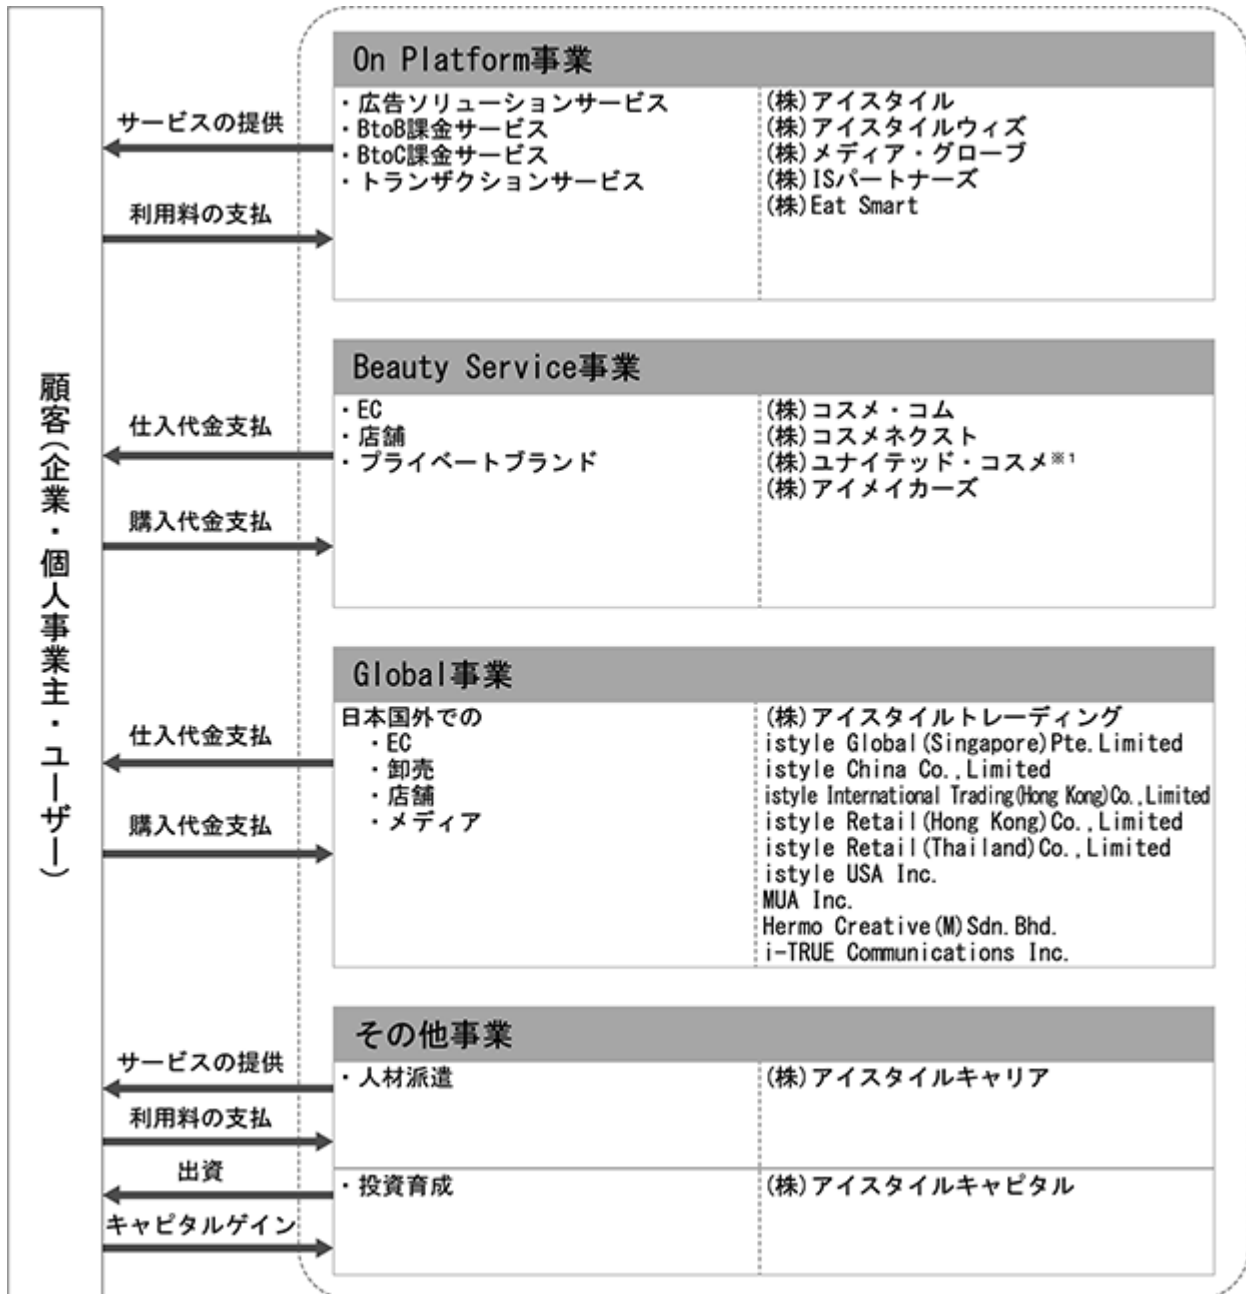 顧客(企業・個人事業主・ユーザー)
On Platform事業
サービスの提供
利用料の支払
・広告ソリューションサービス
・BtoB課金サービス
・BtoC課金サービス
・トランザクションサービス
(株)アイスタイル
(株)アイスタイルウィズ
(株)メディア・グローブ
(株)ISパートナーズ
(株)Eat Smart
Beauty Service事業
仕入代金支払
購入代金支払
・EC
・店舗
・プライベートブランド
(株)コスメ・コム
(株)コスメネクスト
(株)ユナイテッド・コスメ※1
(株)アイメイカーズ
Global事業
仕入代金支払
購入代金支払
日本国外での
・EC
・卸売
・店舗
・メディア
(株)アイスタイルトレーディング
istyle Global(Singapore)Pte.Limited
istyle China Co.,Limited
istyle International Trading(Hong Kong)Co.,Limited
istyle Retail(Hong Kong)Co.,Limited
istyle Retail(Thailand)Co.,Limited
istyle USA Inc.
MUA Inc.
Hermo Creative(M)Sdn.Bhd.
i-TRUE Communications Inc.
その他事業
サービスの提供
利用料の支払
・人材派遣
(株)アイスタイルキャリア
出資
キャピタルゲイン
・投資育成
(株)アイスタイルキャピタル